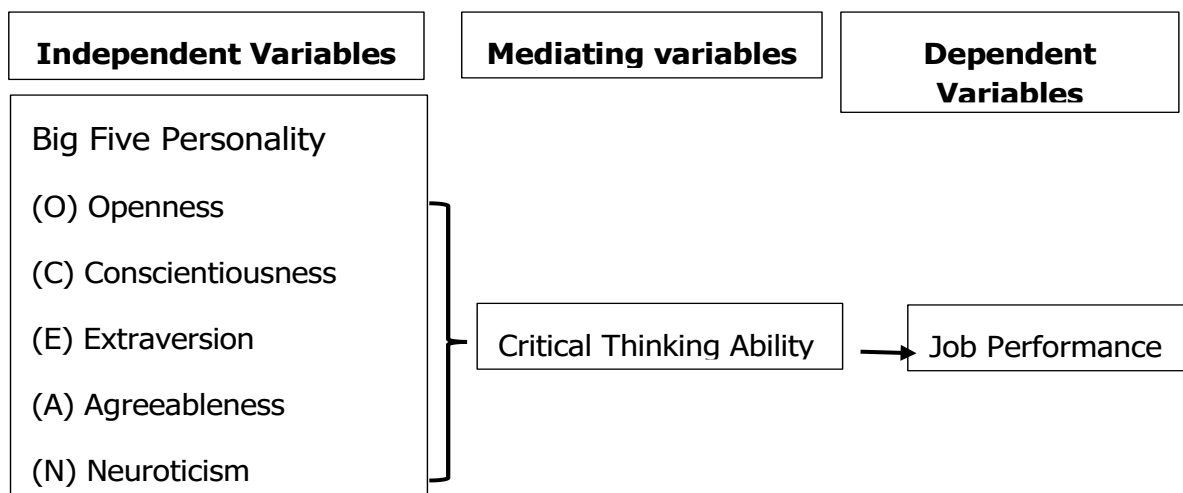 Independent Variables
Mediating variables
Dependent
Variables
Big Five Personality
(O) Openness
(C) Conscientiousness
(E) Extraversion
(A) Agreeableness
(N) Neuroticism
Critical Thinking Ability
Job Performance